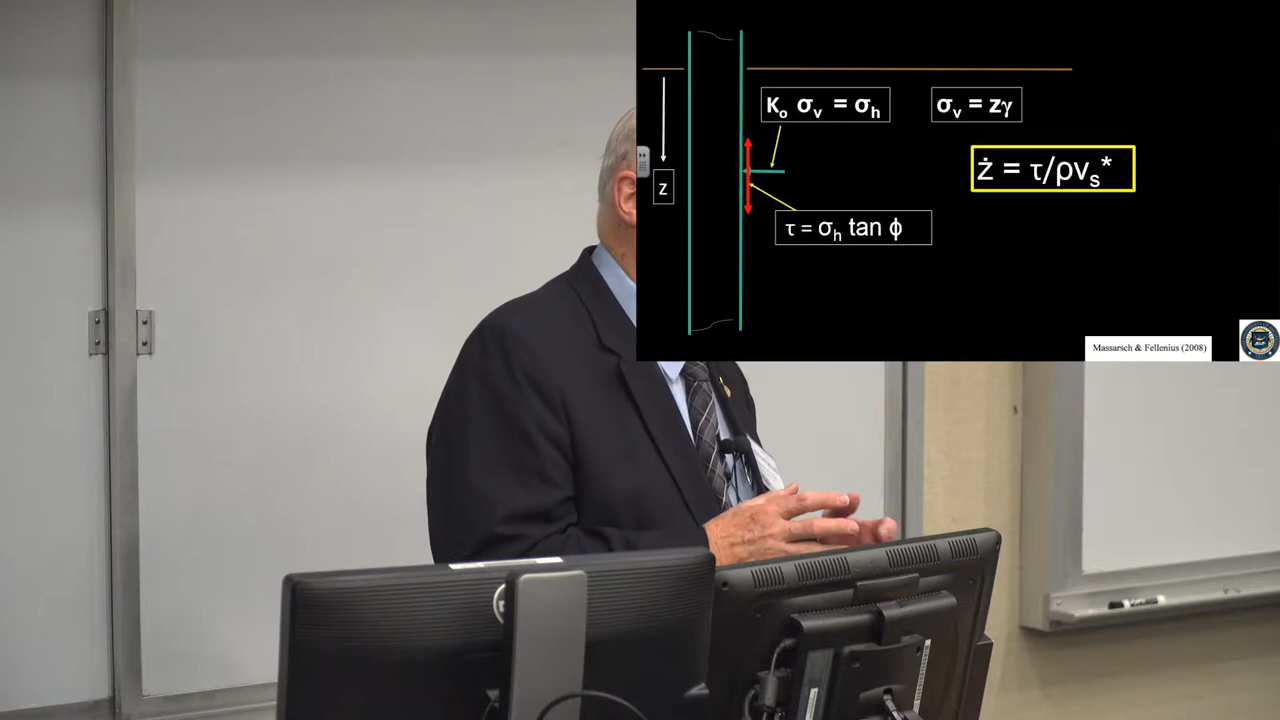 Kₒ σᵥ = σₕ
σᵥ = zγ
ż = τ/ρvₛ*
z
τ = σₕ tan ϕ
Massarsch & Fellenius (2008)